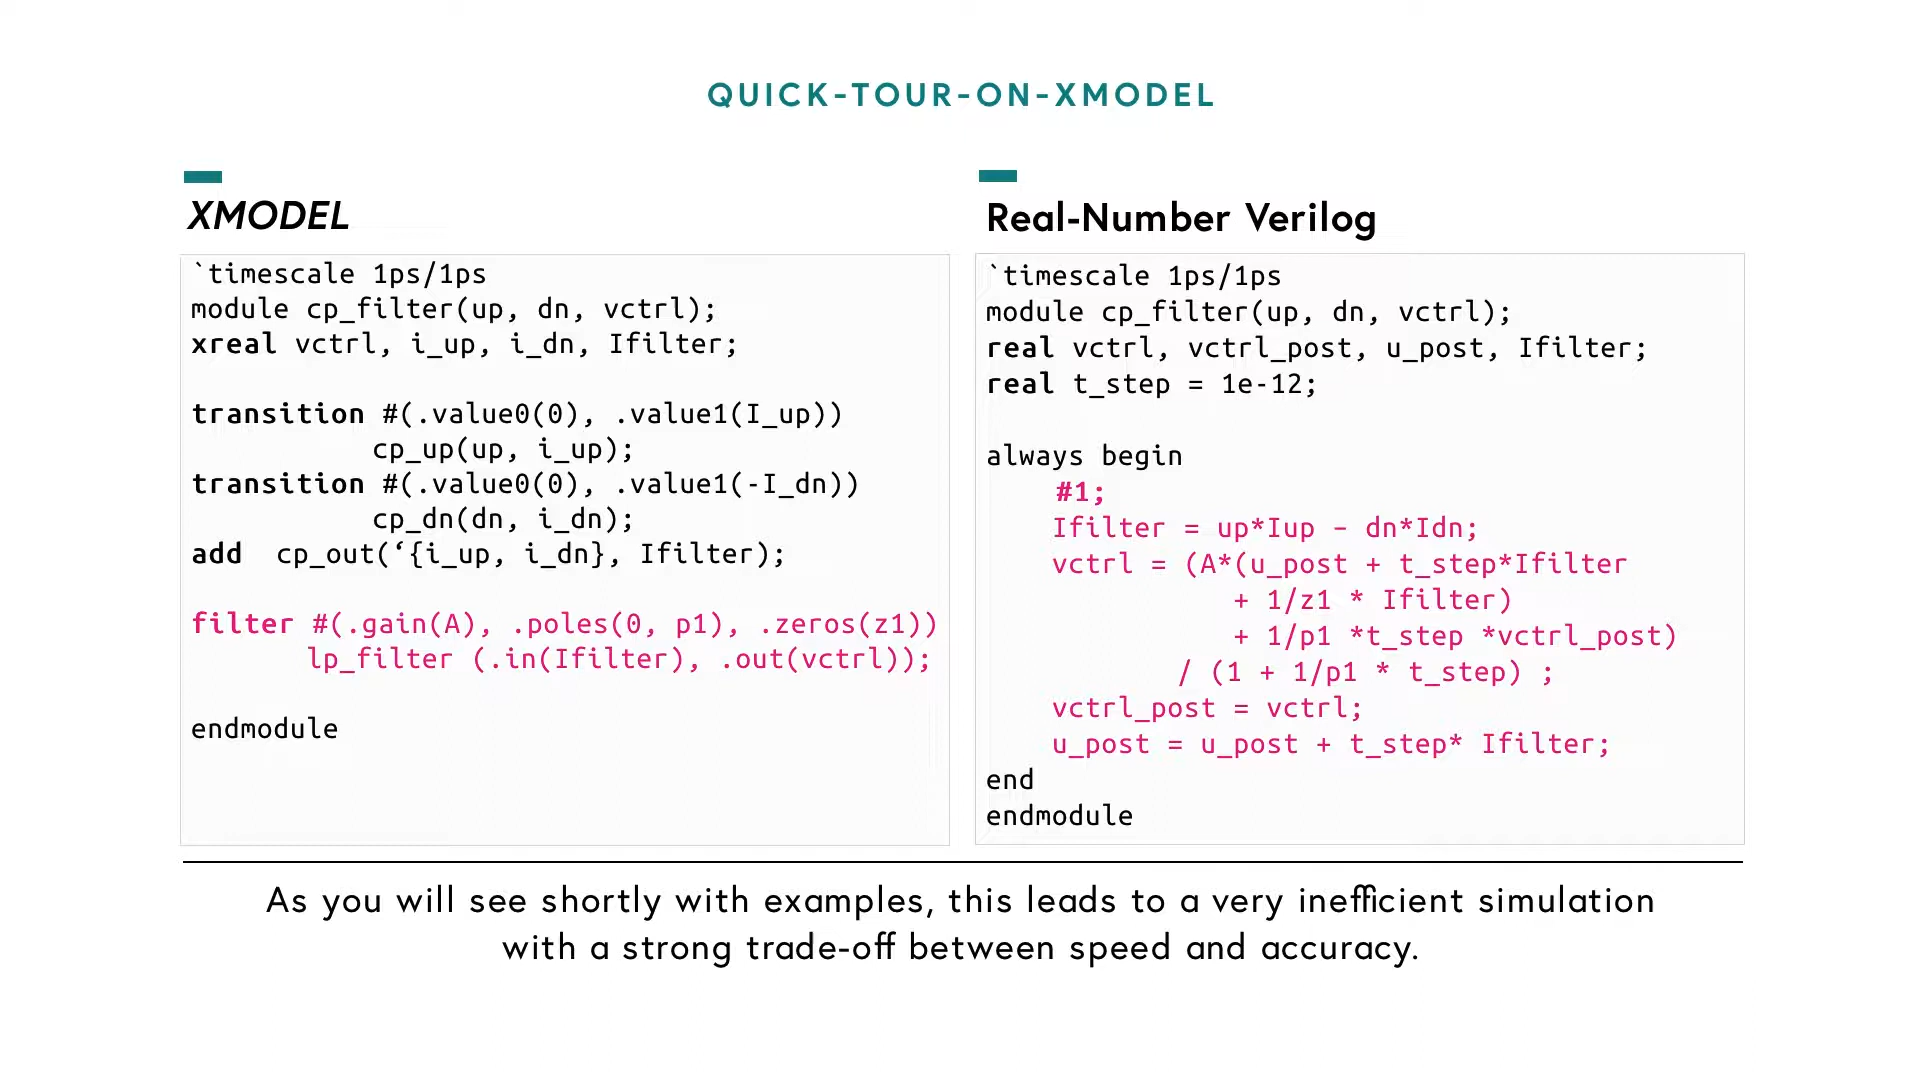 QUICK-TOUR-ON-XMODEL
XMODEL
`timescale 1ps/1ps
module cp_filter(up, dn, vctrl);
xreal vctrl, i_up, i_dn, Ifilter;
transition #(.value0(0), .value1(I_up))
cp_up(up, i_up);
transition #(.value0(0), .value1(-I_dn))
cp_dn(dn, i_dn);
add  cp_out(‘{i_up, i_dn}, Ifilter);
filter #(.gain(A), .poles(0, p1), .zeros(z1))
lp_filter (.in(Ifilter), .out(vctrl));
endmodule
Real-Number Verilog
`timescale 1ps/1ps
module cp_filter(up, dn, vctrl);
real vctrl, vctrl_post, u_post, Ifilter;
real t_step = 1e-12;
always begin
#1;
Ifilter = up*Iup – dn*Idn;
vctrl = (A*(u_post + t_step*Ifilter
+ 1/z1 * Ifilter)
+ 1/p1 *t_step *vctrl_post)
/ (1 + 1/p1 * t_step) ;
vctrl_post = vctrl;
u_post = u_post + t_step* Ifilter;
end
endmodule
As you will see shortly with examples, this leads to a very inefficient simulation
with a strong trade-off between speed and accuracy.